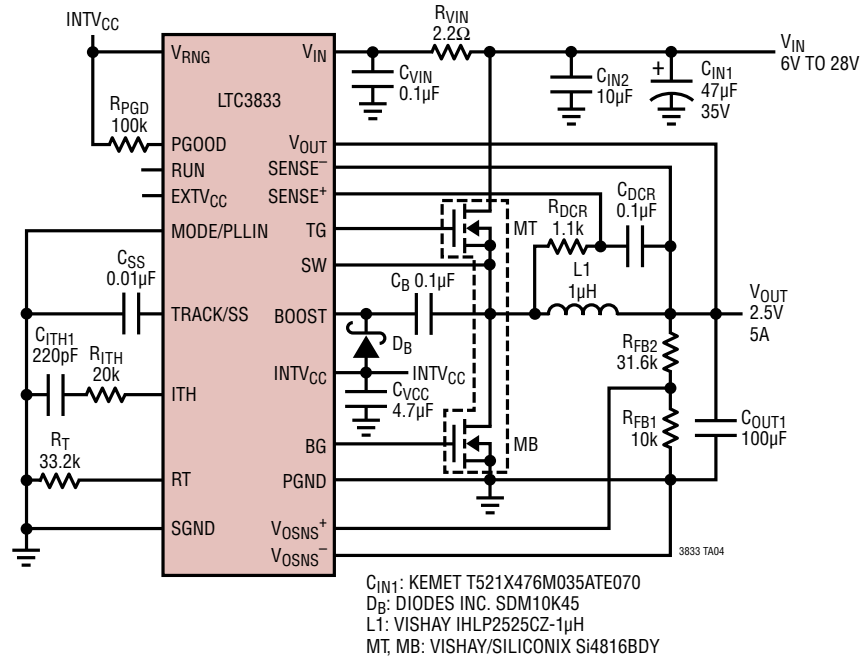 INTVCC
VRNG
VIN
RVIN
2.2Ω
VIN
6V TO 28V
CVIN
0.1µF
CIN2
10µF
+
CIN1
47µF
35V
LTC3833
RPGD
100k
PGOOD
VOUT
RUN
SENSE–
EXTVCC
SENSE+
MODE/PLLIN
TG
MT
RDCR
1.1k
CDCR
0.1µF
SW
L1
1µH
CSS
0.01µF
TRACK/SS
BOOST
CB 0.1µF
VOUT
2.5V
5A
DB
CITH1
220pF
RITH
20k
ITH
INTVCC
INTVCC
CVCC
4.7µF
RFB2
31.6k
RFB1
10k
COUT1
100µF
RT
33.2k
RT
BG
MB
PGND
SGND
VOSNS+
VOSNS–
3833 TA04
CIN1: KEMET T521X476M035ATE070
DB: DIODES INC. SDM10K45
L1: VISHAY IHLP2525CZ-1µH
MT, MB: VISHAY/SILICONIX Si4816BDY